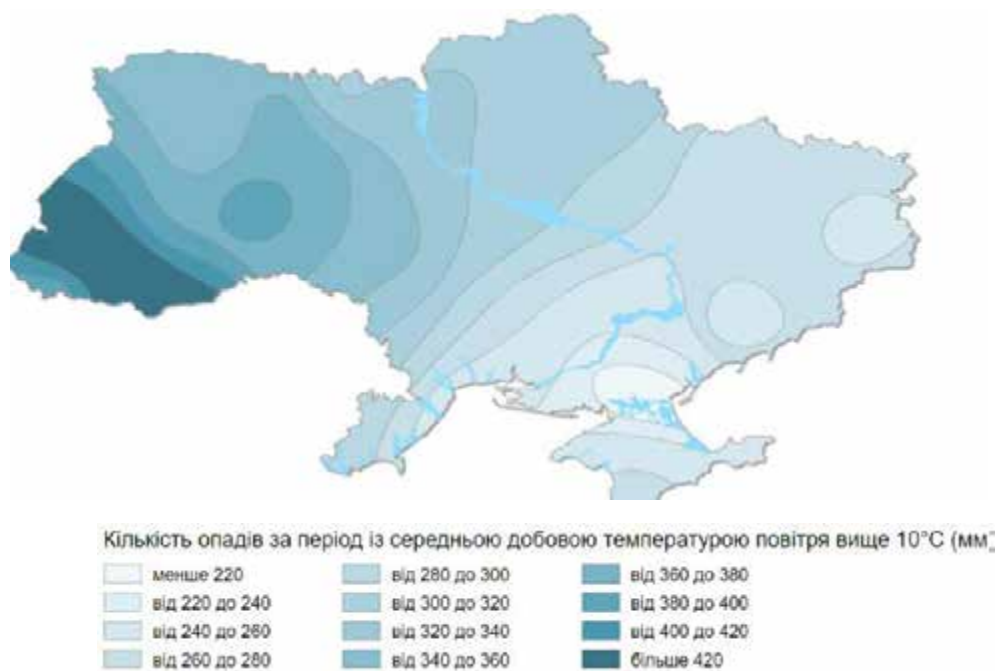 Кількість опадів за період із середньою добовою температурою повітря вище 10°С (мм)
менше 220
від 220 до 240
від 240 до 260
від 260 до 280
від 280 до 300
від 300 до 320
від 320 до 340
від 340 до 360
від 360 до 380
від 380 до 400
від 400 до 420
більше 420